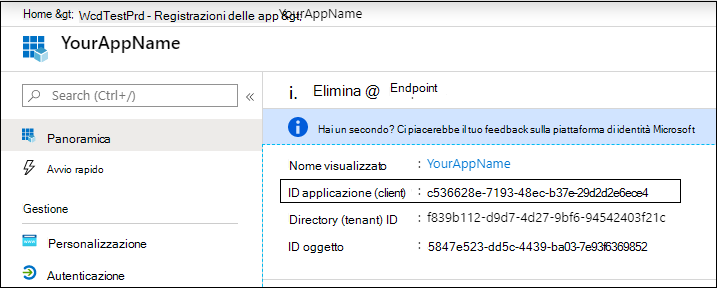 Home &gt; WcdTestPrd - Registrazioni delle app &gt; YourAppName
YourAppName
Search (Ctrl+/)
«
Panoramica
Avvio rapido
Gestione
Personalizzazione
Autenticazione
i. Elimina @ Endpoint
Hai un secondo? Ci piacerebbe il tuo feedback sulla piattaforma di identità Microsoft
Nome visualizzato : YourAppName
ID applicazione (client) : c536628e-7193-48ec-b37e-29d2d2e6ece4
Directory (tenant) ID : f839b112-d9d7-4d27-9bf6-94542403f21c
ID oggetto : 5847e523-dd5c-4439-ba03-7e93f6369852